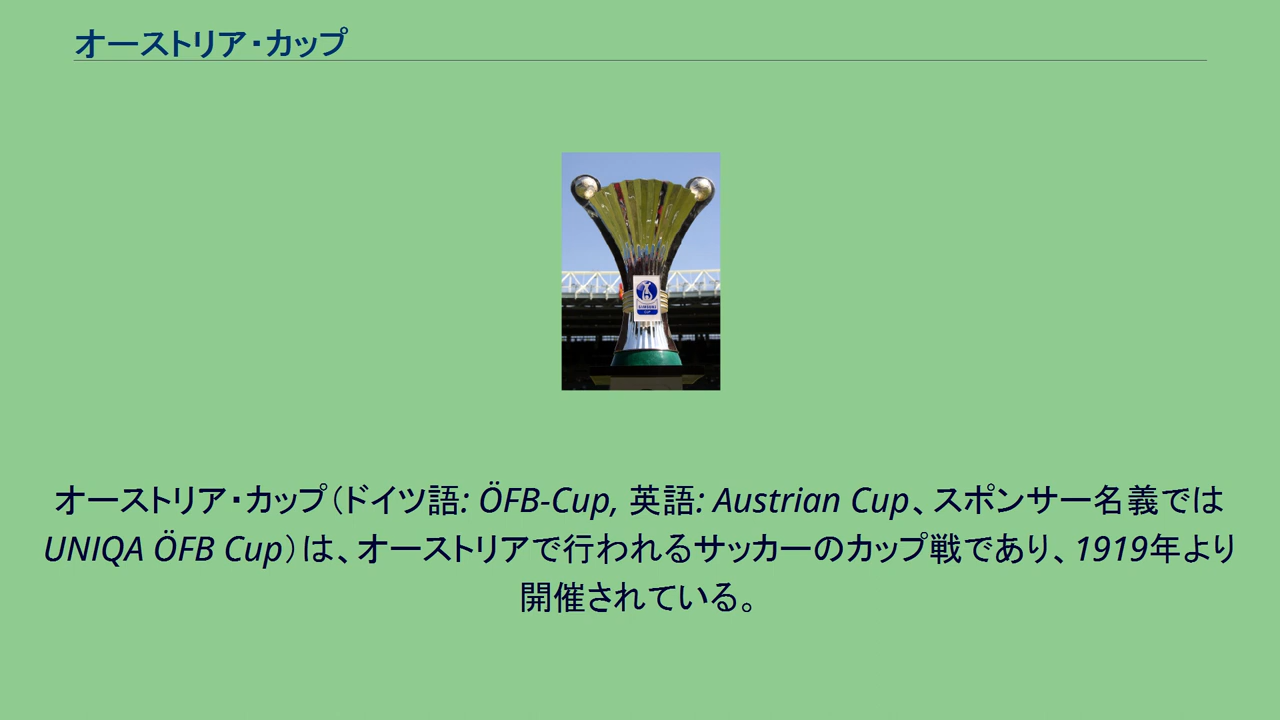 オーストリア・カップ
オーストリア・カップ（ドイツ語: ÖFB-Cup, 英語: Austrian Cup、スポンサー名義では
UNIQA ÖFB Cup）は、オーストリアで行われるサッカーのカップ戦であり、1919年より
開催されている。